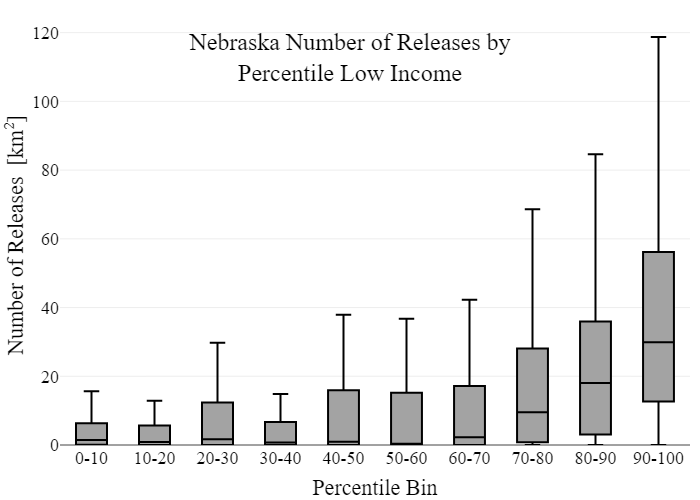 Nebraska Number of Releases by
Percentile Low Income
Number of Releases [km²]
120
100
80
60
40
20
0
0-10 10-20 20-30 30-40 40-50 50-60 60-70 70-80 80-90 90-100
Percentile Bin